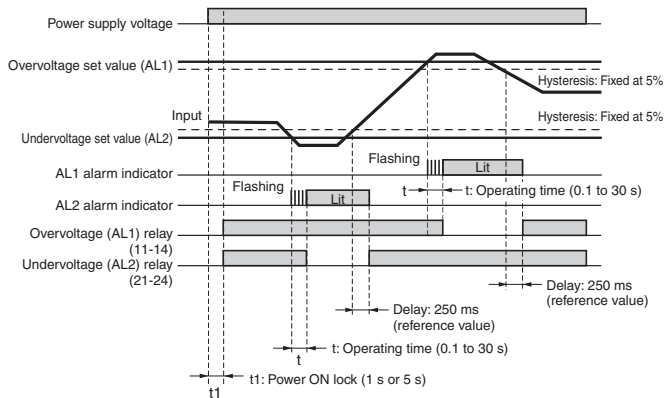 Power supply voltage
Overvoltage set value (AL1)
Hysteresis: Fixed at 5%
Input
Hysteresis: Fixed at 5%
Undervoltage set value (AL2)
Flashing
Lit
AL1 alarm indicator
t
t: Operating time (0.1 to 30 s)
Flashing
Lit
AL2 alarm indicator
Overvoltage (AL1) relay
(11-14)
Undervoltage (AL2) relay
(21-24)
Delay: 250 ms
(reference value)
Delay: 250 ms
(reference value)
t: Operating time (0.1 to 30 s)
t
t1: Power ON lock (1 s or 5 s)
t1